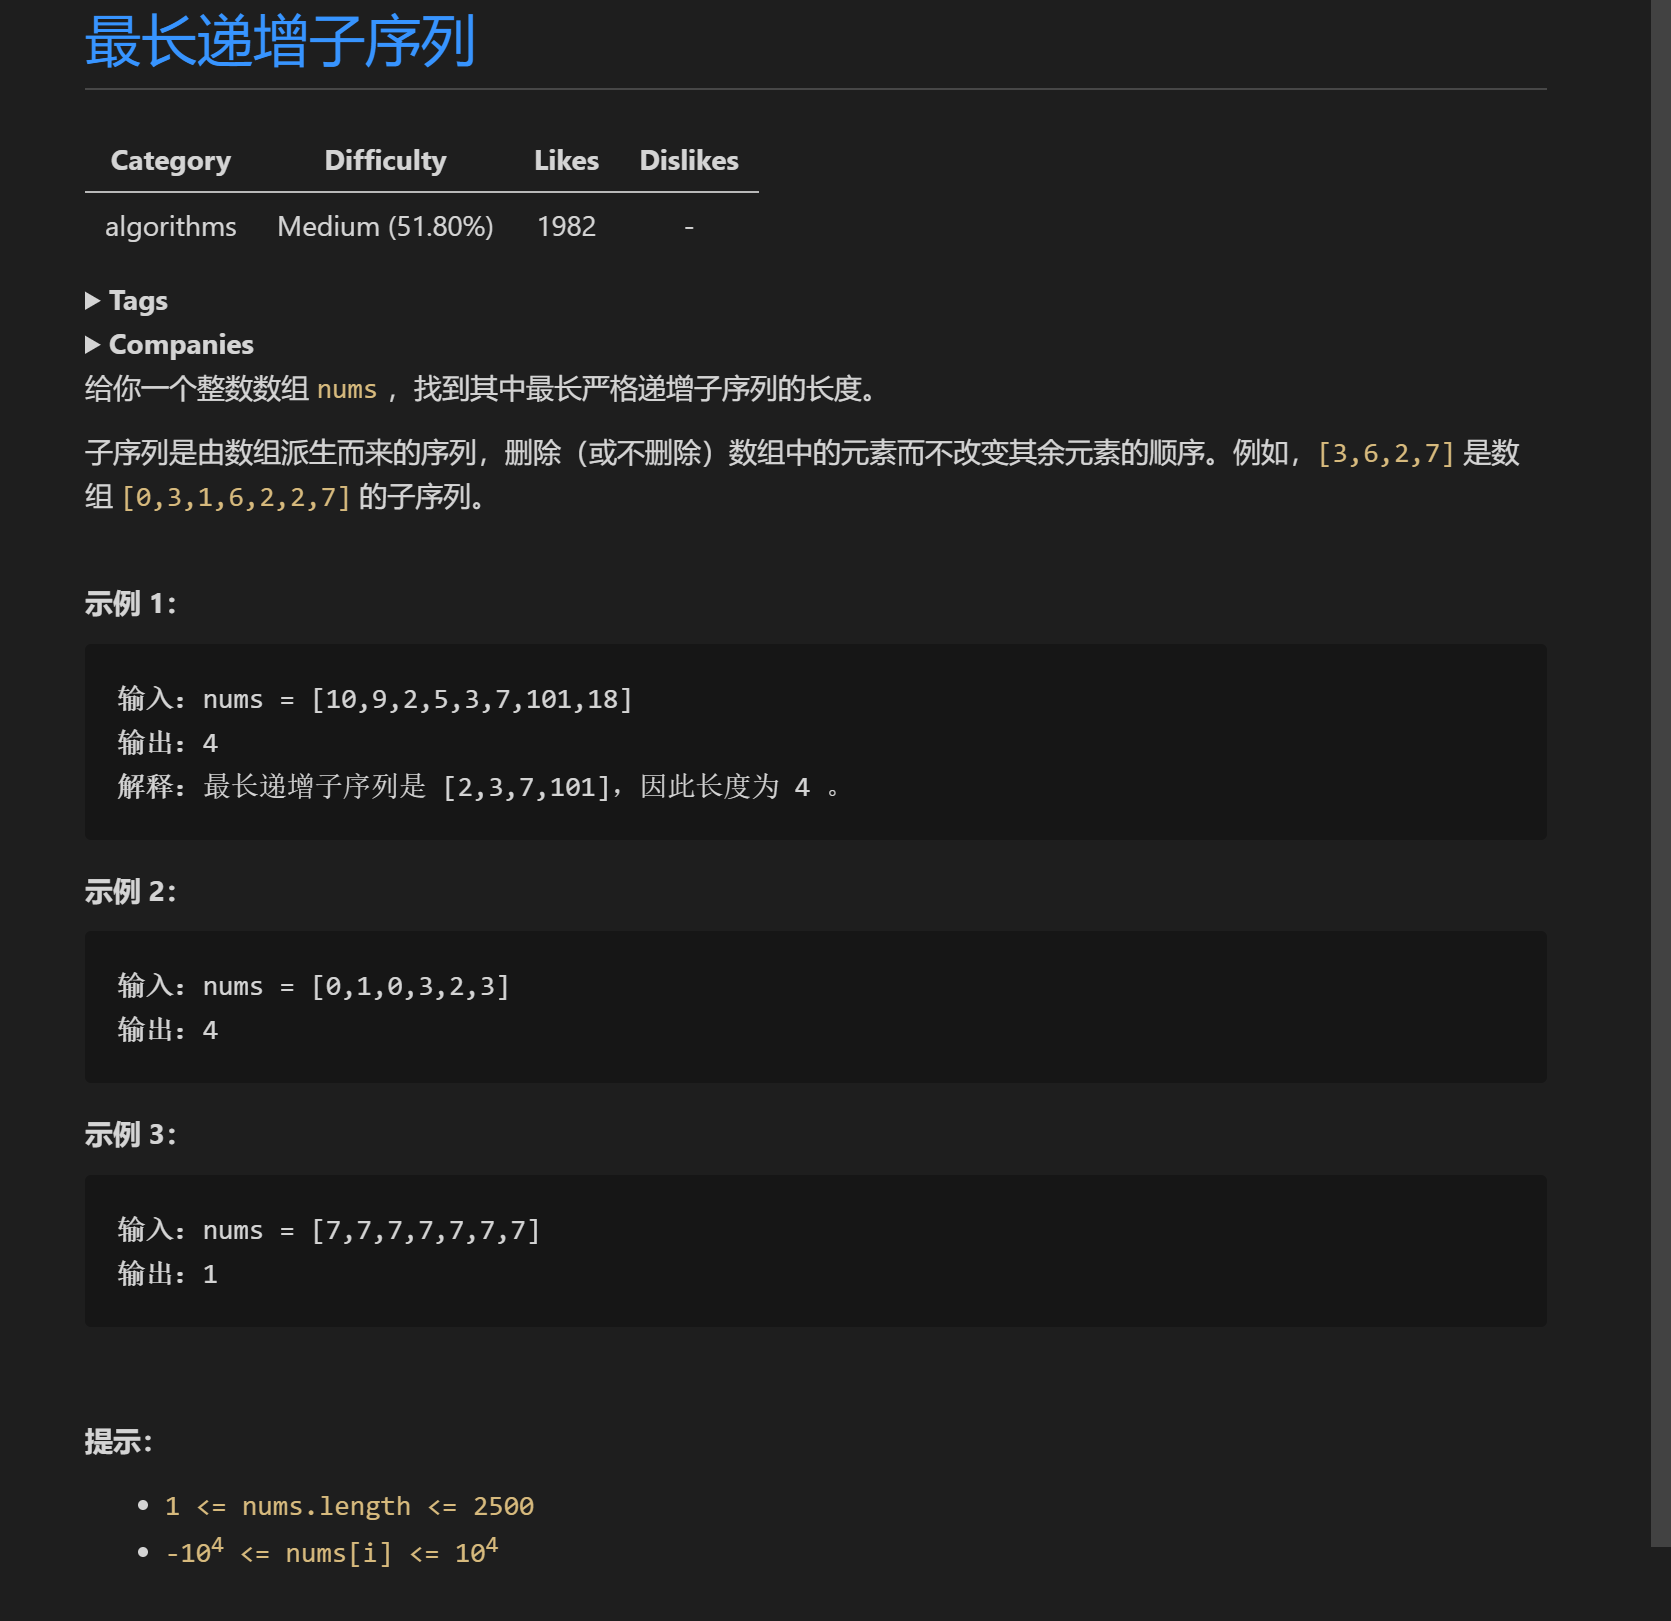 最长递增子序列
Category Difficulty Likes Dislikes
algorithms Medium (51.80%) 1982 -
Tags
Companies
给你一个整数数组 nums ，找到其中最长严格递增子序列的长度。
子序列是由数组派生而来的序列，删除（或不删除）数组中的元素而不改变其余元素的顺序。例如，[3,6,2,7] 是数
组 [0,3,1,6,2,2,7] 的子序列。
示例 1：
输入：nums = [10,9,2,5,3,7,101,18]
输出：4
解释：最长递增子序列是 [2,3,7,101]，因此长度为 4 。
示例 2：
输入：nums = [0,1,0,3,2,3]
输出：4
示例 3：
输入：nums = [7,7,7,7,7,7,7]
输出：1
提示：
1 <= nums.length <= 2500
-10⁴ <= nums[i] <= 10⁴